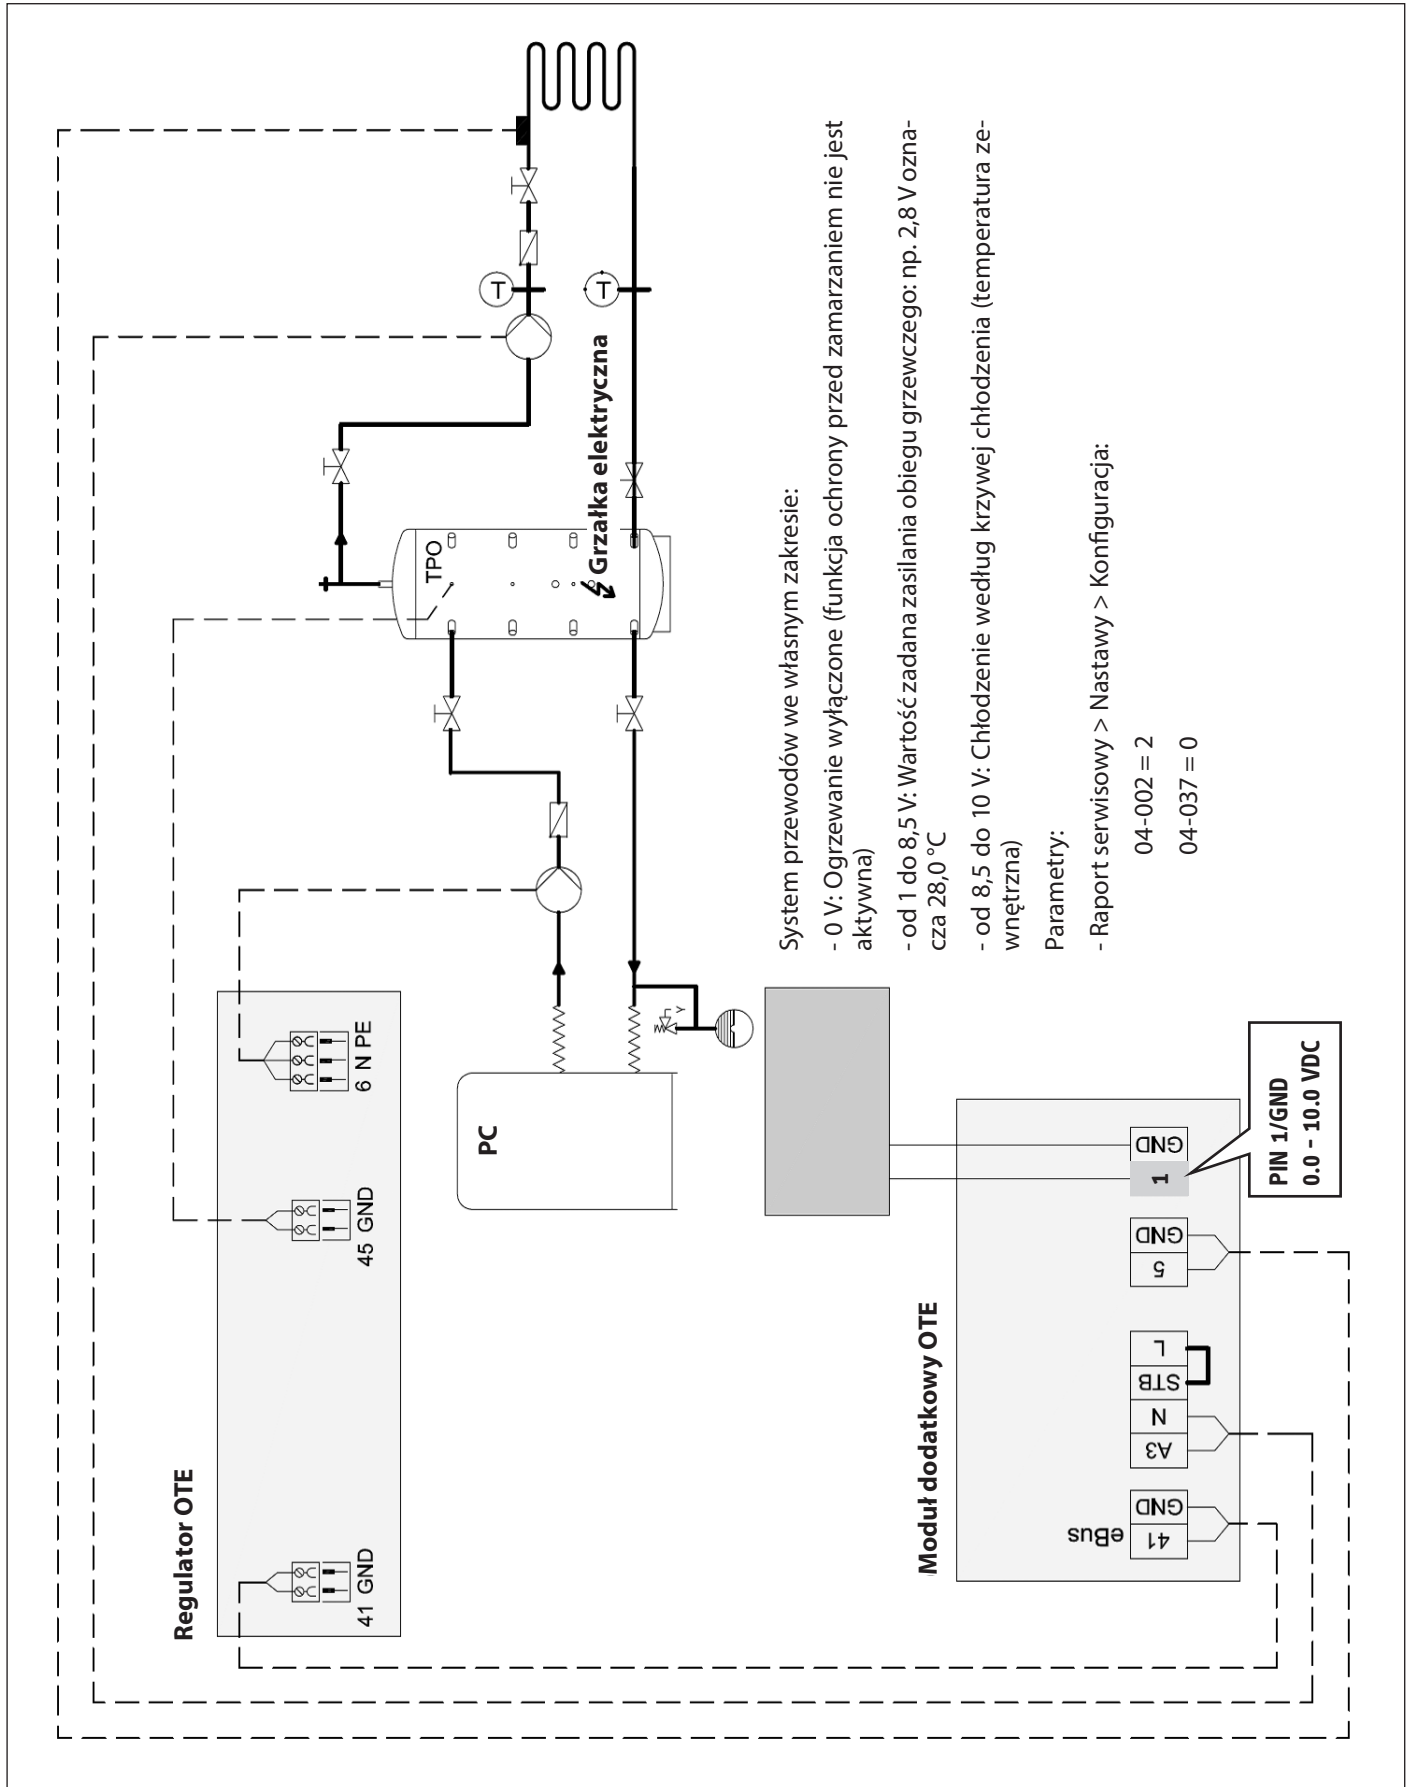 Regulator OTE
41 GND
45 GND
6 N PE
PC
TPO
Grzałka elektryczna
T
T
Y
System przewodów we własnym zakresie:
- 0 V: Ogrzewanie wyłączone (funkcja ochrony przed zamarzaniem nie jest
aktywna)
- od 1 do 8,5 V: Wartość zadana zasilania obiegu grzewczego: np. 2,8 V ozna-
cza 28,0 °C
- od 8,5 do 10 V: Chłodzenie według krzywej chłodzenia (temperatura ze-
wnętrzna)
Parametry:
- Raport serwisowy > Nastawy > Konfiguracja:
04-002 = 2
04-037 = 0
Moduł dodatkowy OTE
eBus
41 GND
A3 N STB L
5 GND
1 GND
PIN 1/GND
0.0 - 10.0 VDC